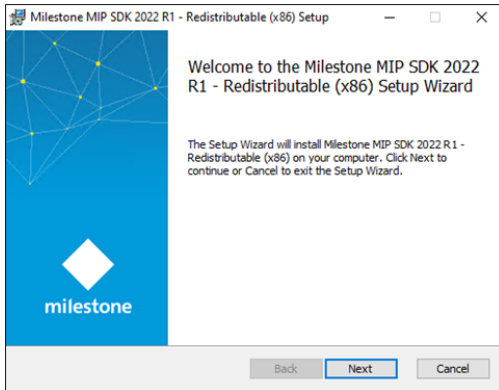 Milestone MIP SDK 2022 R1 - Redistributable (x86) Setup
Welcome to the Milestone MIP SDK 2022
R1 - Redistributable (x86) Setup Wizard
The Setup Wizard will install Milestone MIP SDK 2022 R1 -
Redistributable (x86) on your computer. Click Next to
continue or Cancel to exit the Setup Wizard.
milestone
Back
Next
Cancel